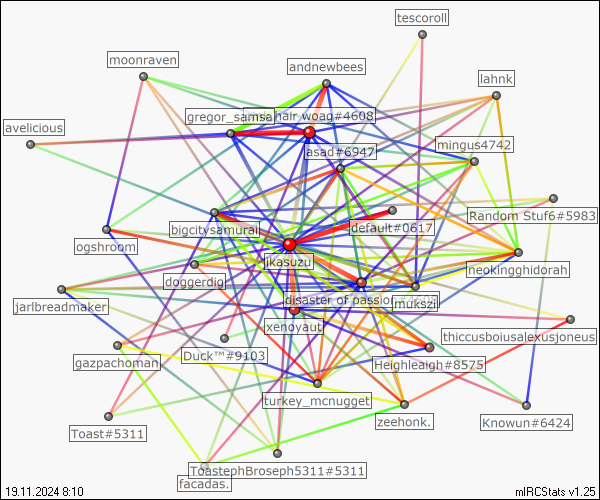 tescoroll
moonraven
andnewbees
lahnk
gregor_samsa
hair woag#4608
avelicious
asad#6947
mingus4742
Random Stuf6#5983
bigcitysamurai
default#0617
ogshroom
jkasuzu
neokingghidorah
doggerdigi
disaster of passion
mukszi
jarlbreadmaker
xenoyaut
thiccusboiusalexusjoneus
Duck™#9103
gazpachoman
Heighleaigh#8575
turkey_mcnugget
zeehonk.
Knowun#6424
Toast#5311
ToastephBroseph5311#5311
facadas.
19.11.2024 8:10
mIRCStats v1.25